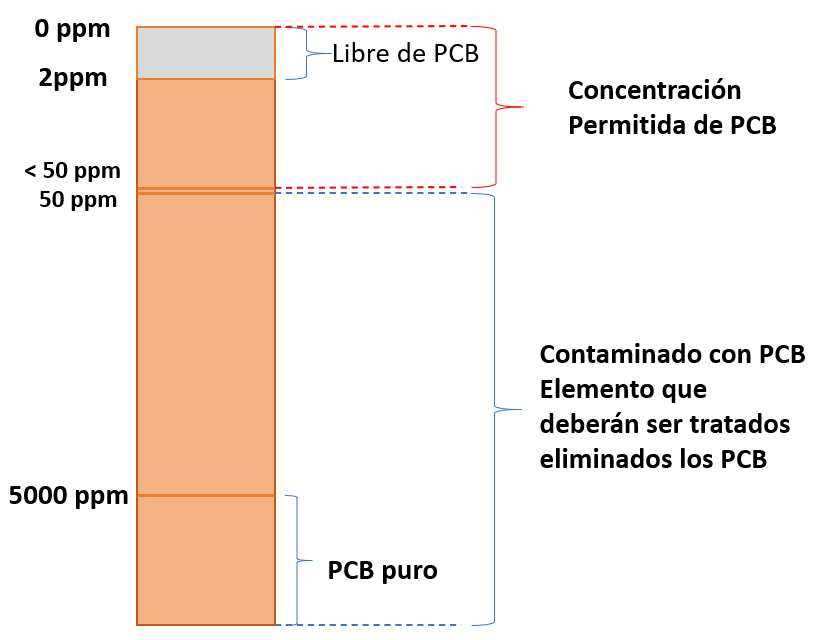 0 ppm
Libre de PCB
2ppm
Concentración
Permitida de PCB
< 50 ppm
50 ppm
Contaminado con PCB
Elemento que
deberán ser tratados
eliminados los PCB
5000 ppm
PCB puro